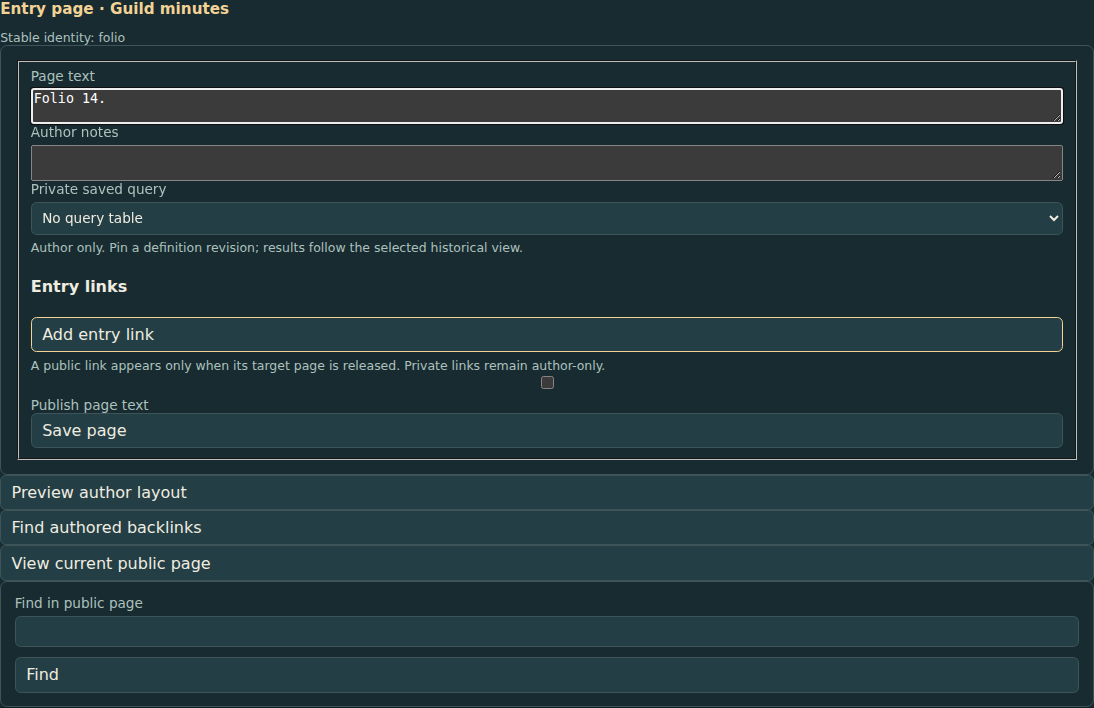 Entry page · Guild minutes
Stable identity: folio
Page text
Folio 14.
Author notes
Private saved query
No query table
Author only. Pin a definition revision; results follow the selected historical view.
Entry links
Add entry link
A public link appears only when its target page is released. Private links remain author-only.
Publish page text
Save page
Preview author layout
Find authored backlinks
View current public page
Find in public page
Find